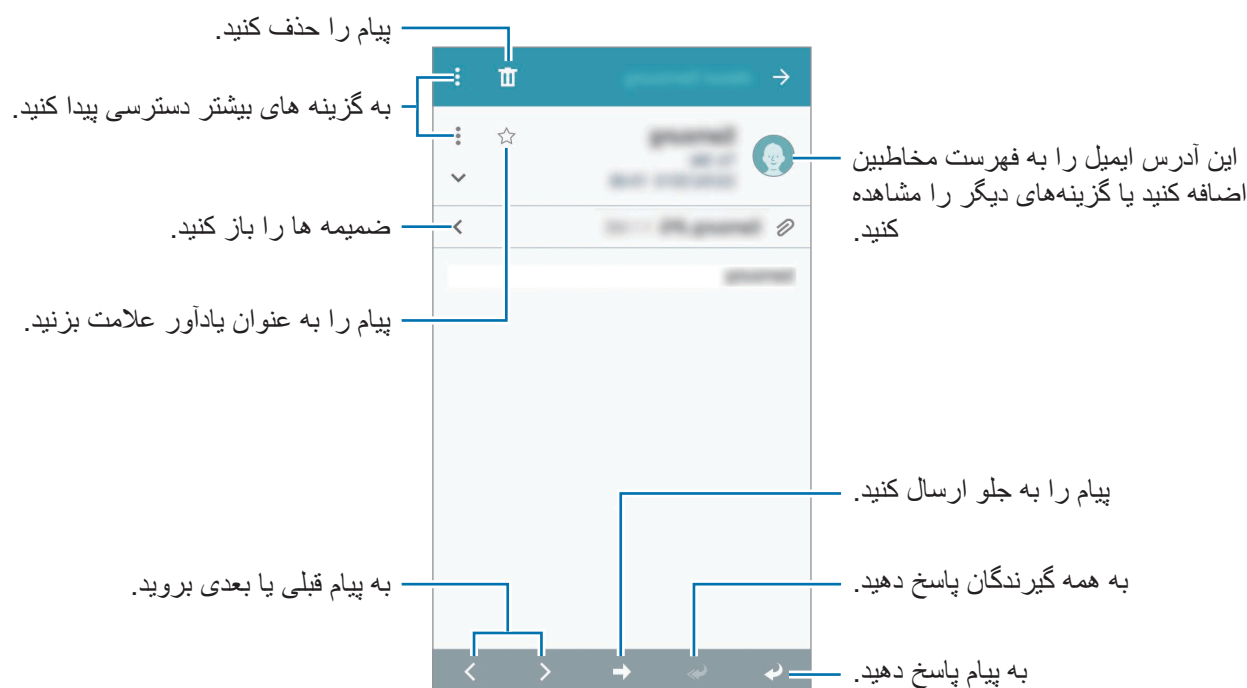 پیام را حذف کنید.
به گزینه های بیشتر دسترسی پیدا کنید.
این آدرس ایمیل را به فهرست مخاطبین
اضافه کنید یا گزینه‌های دیگر را مشاهده
کنید.
ضمیمه ها را باز کنید.
پیام را به عنوان یادآور علامت بزنید.
پیام را به جلو ارسال کنید.
به همه گیرندگان پاسخ دهید.
به پیام قبلی یا بعدی بروید.
به پیام پاسخ دهید.